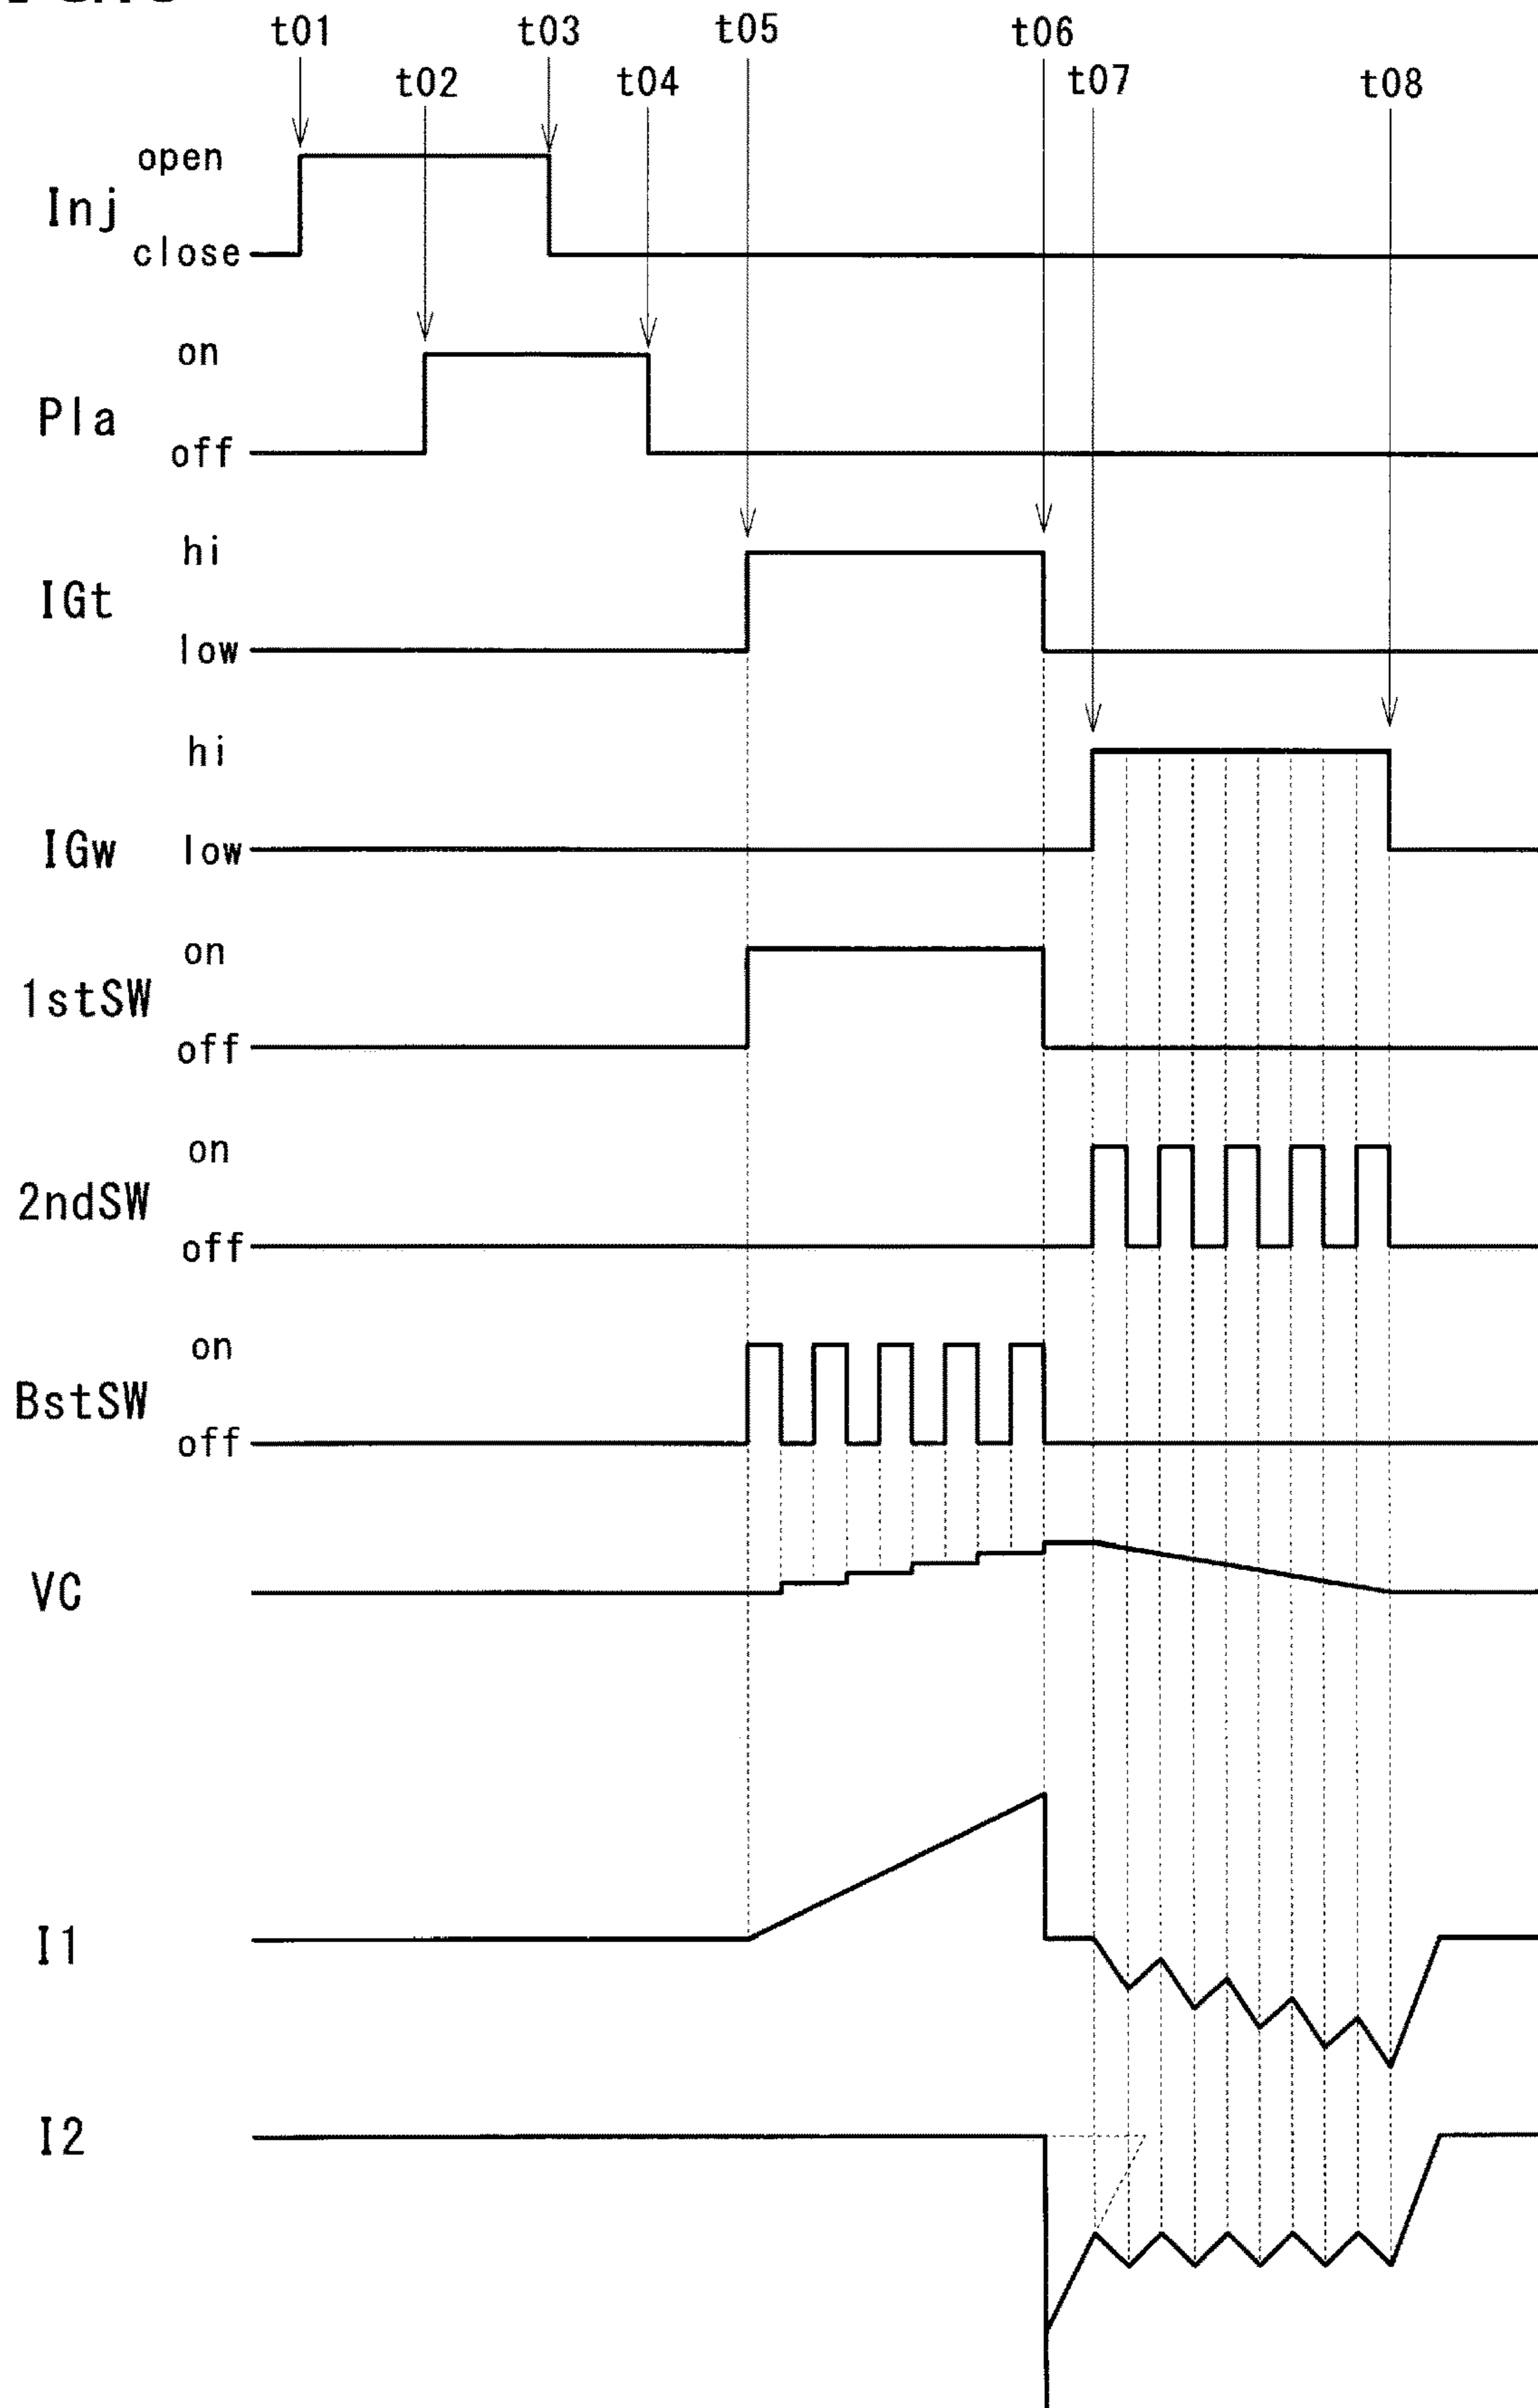 t01 t03 t05 t06
t02 t04 t07 t08
open
Inj
close
on
Pla
off
hi
IGt
low
hi
IGw low
on
1stSW
off
on
2ndSW
off
on
BstSW
off
VC
I1
I2